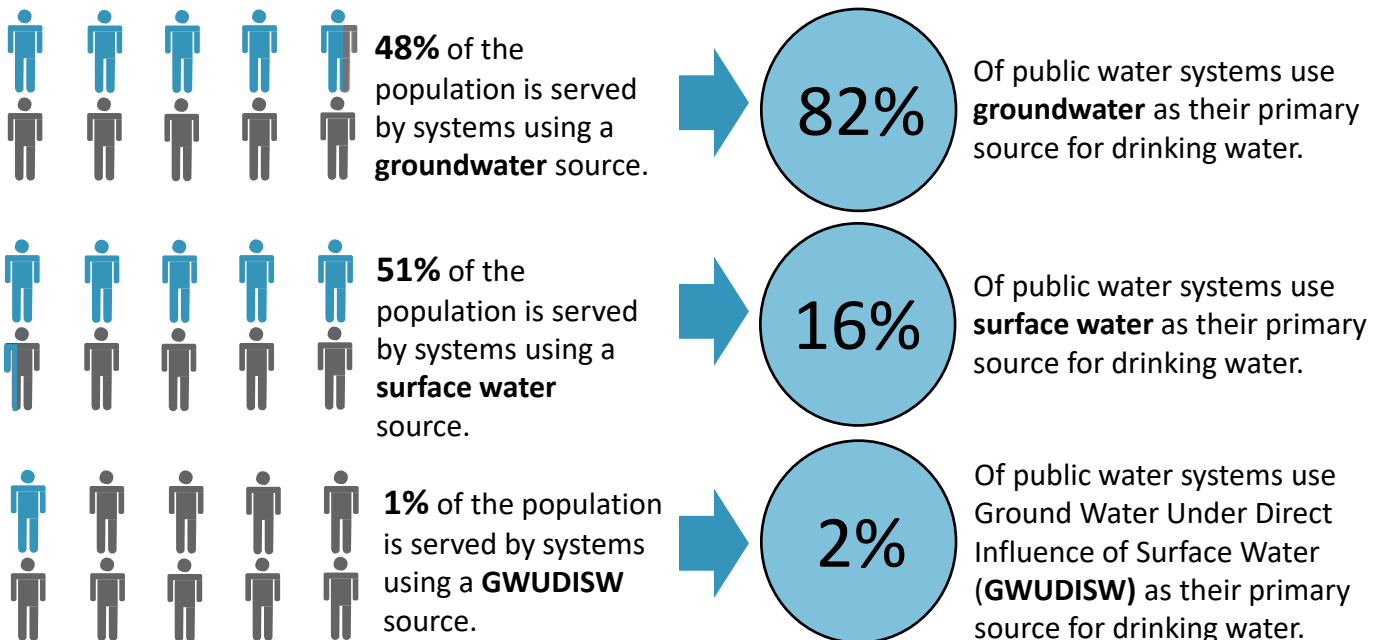 48% of the
population is served
by systems using a
groundwater source.
82%
Of public water systems use
groundwater as their primary
source for drinking water.
51% of the
population is served
by systems using a
surface water
source.
16%
Of public water systems use
surface water as their primary
source for drinking water.
1% of the population
is served by systems
using a GWUDISW
source.
2%
Of public water systems use
Ground Water Under Direct
Influence of Surface Water
(GWUDISW) as their primary
source for drinking water.